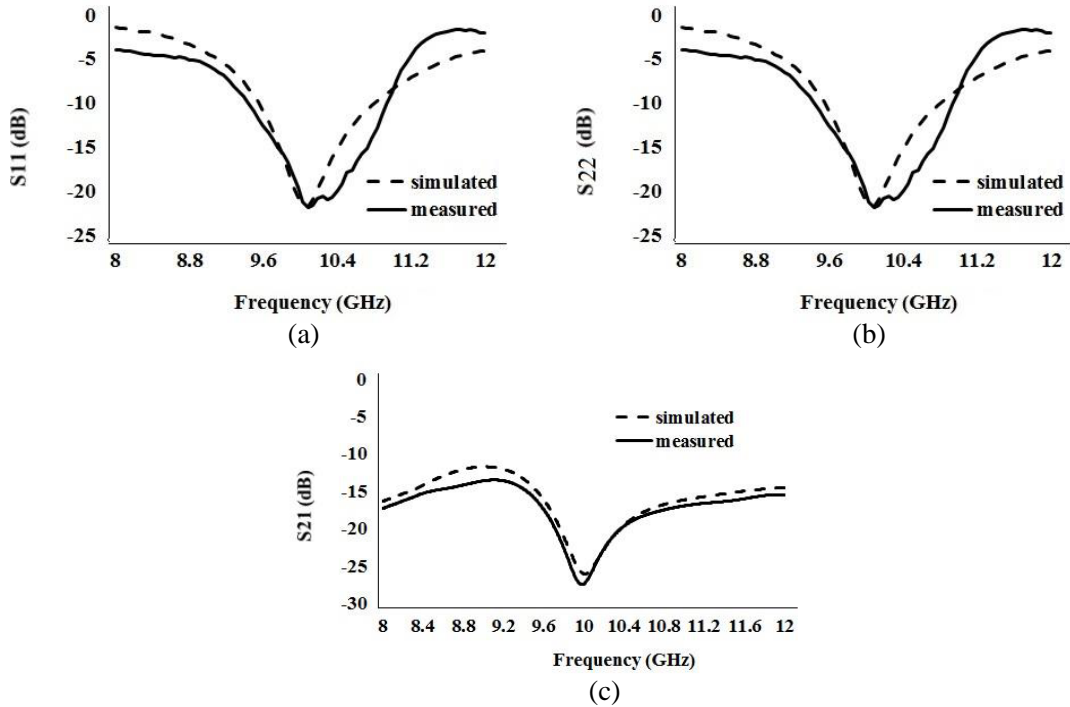 0
-5
-10
-15
-20
-25
S11 (dB)
simulated
measured
8 8.8 9.6 10.4 11.2 12
Frequency (GHz)
(a)
0
-5
-10
-15
-20
-25
S22 (dB)
simulated
measured
8 8.8 9.6 10.4 11.2 12
Frequency (GHz)
(b)
0
-5
-10
-15
-20
-25
-30
S21 (dB)
simulated
measured
8 8.4 8.8 9.2 9.6 10 10.4 10.8 11.2 11.6 12
Frequency (GHz)
(c)